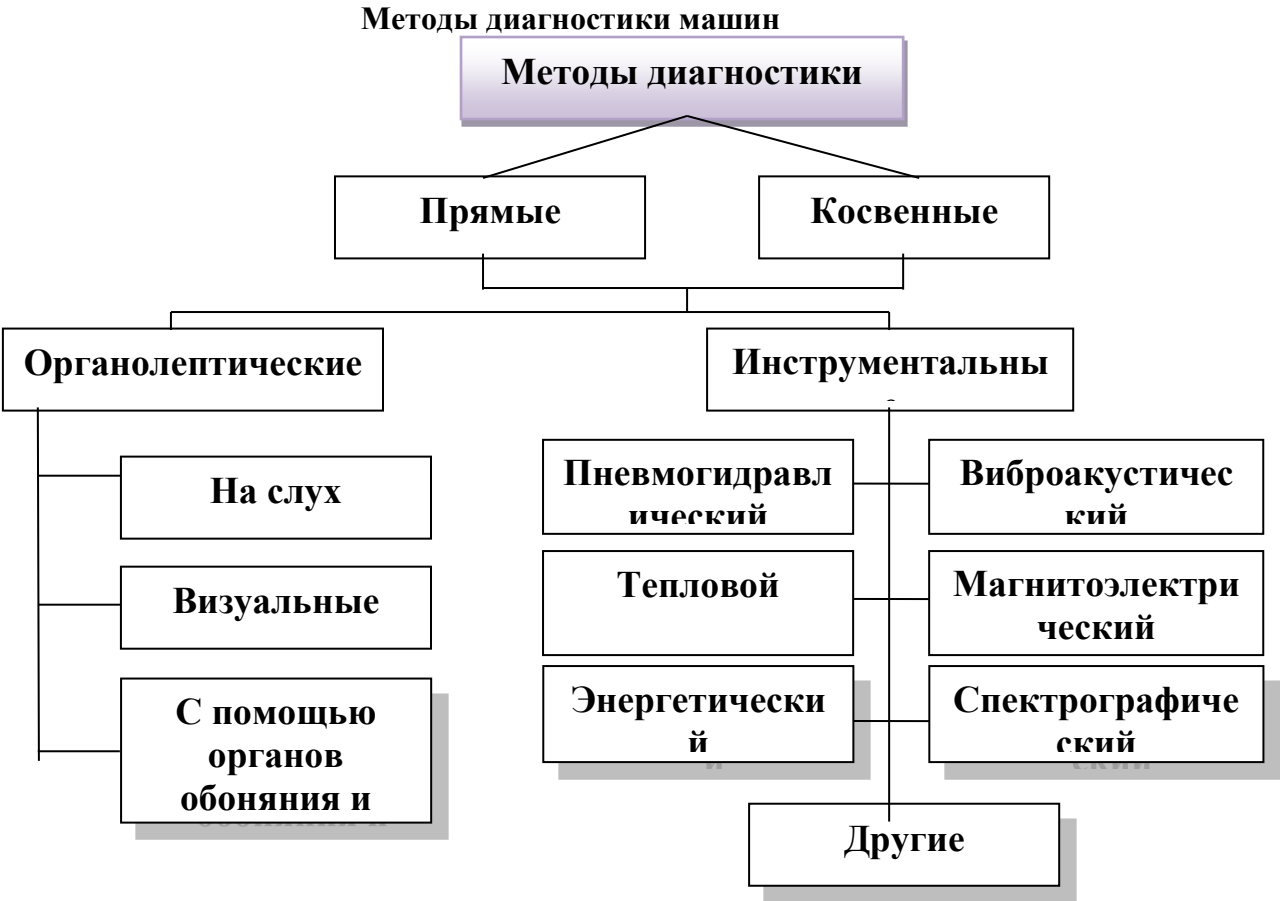 Методы диагностики машин
Методы диагностики
Прямые
Косвенные
Органолептические
Инструментальны
На слух
Визуальные
С помощью
органов
обоняния и
Пневмогидравл
ический
Виброакустичес
кий
Тепловой
Магнитоэлектри
ческий
Энергетически
й
Спектрографиче
ский
Другие